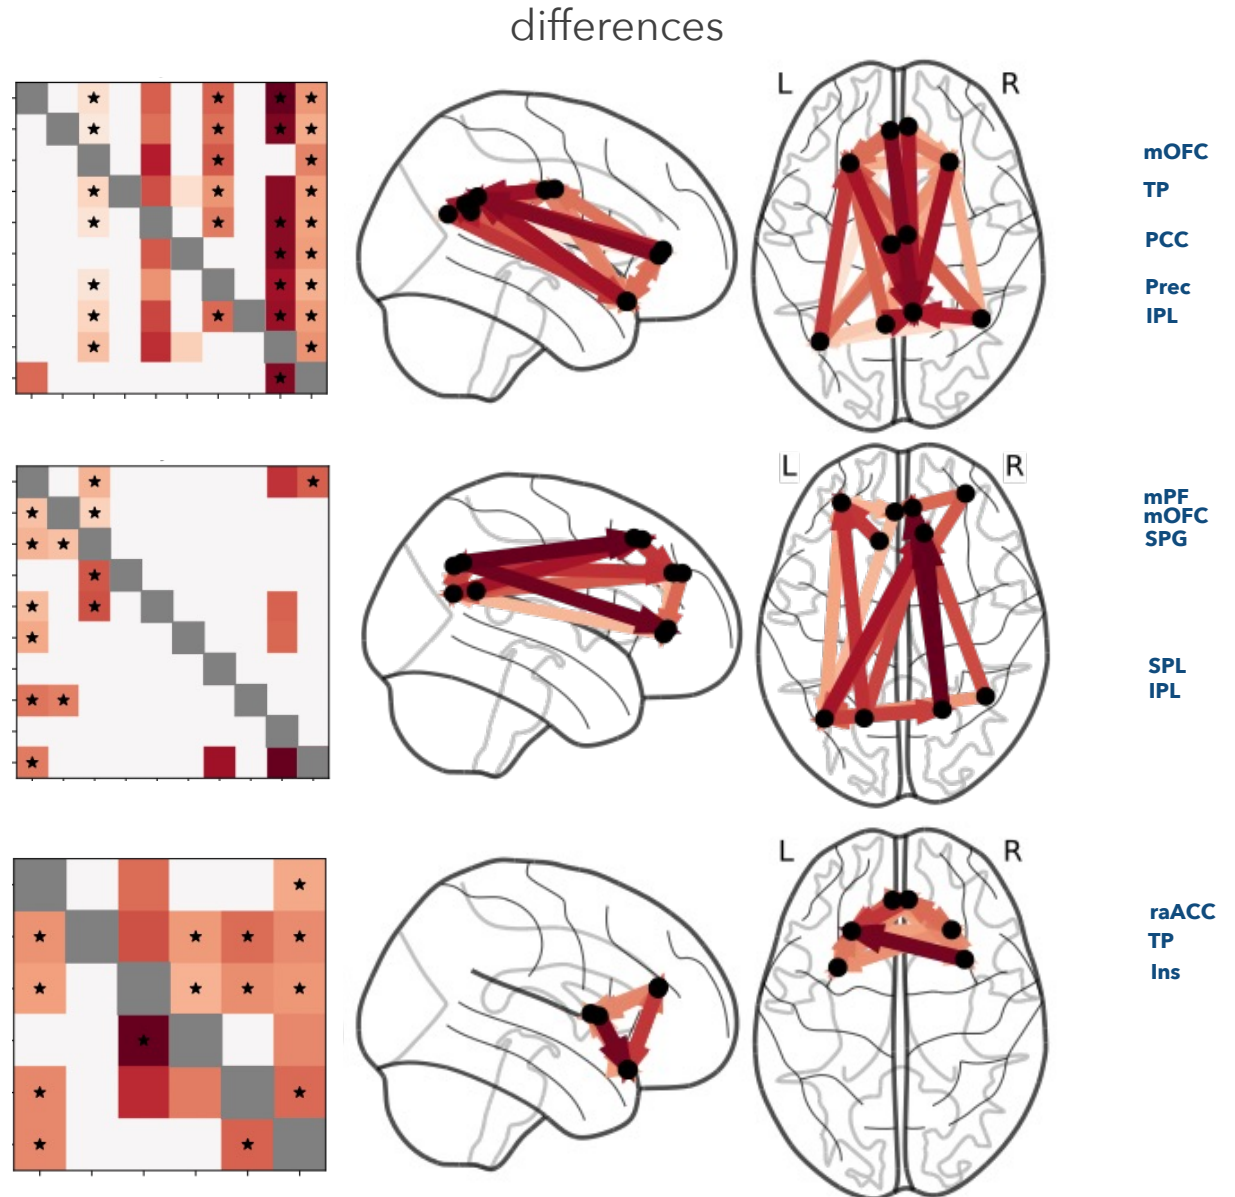 differences
L R
mOFC
TP
PCC
Prec
IPL
L R
mPF
mOFC
SPG
SPL
IPL
L R
raACC
TP
Ins